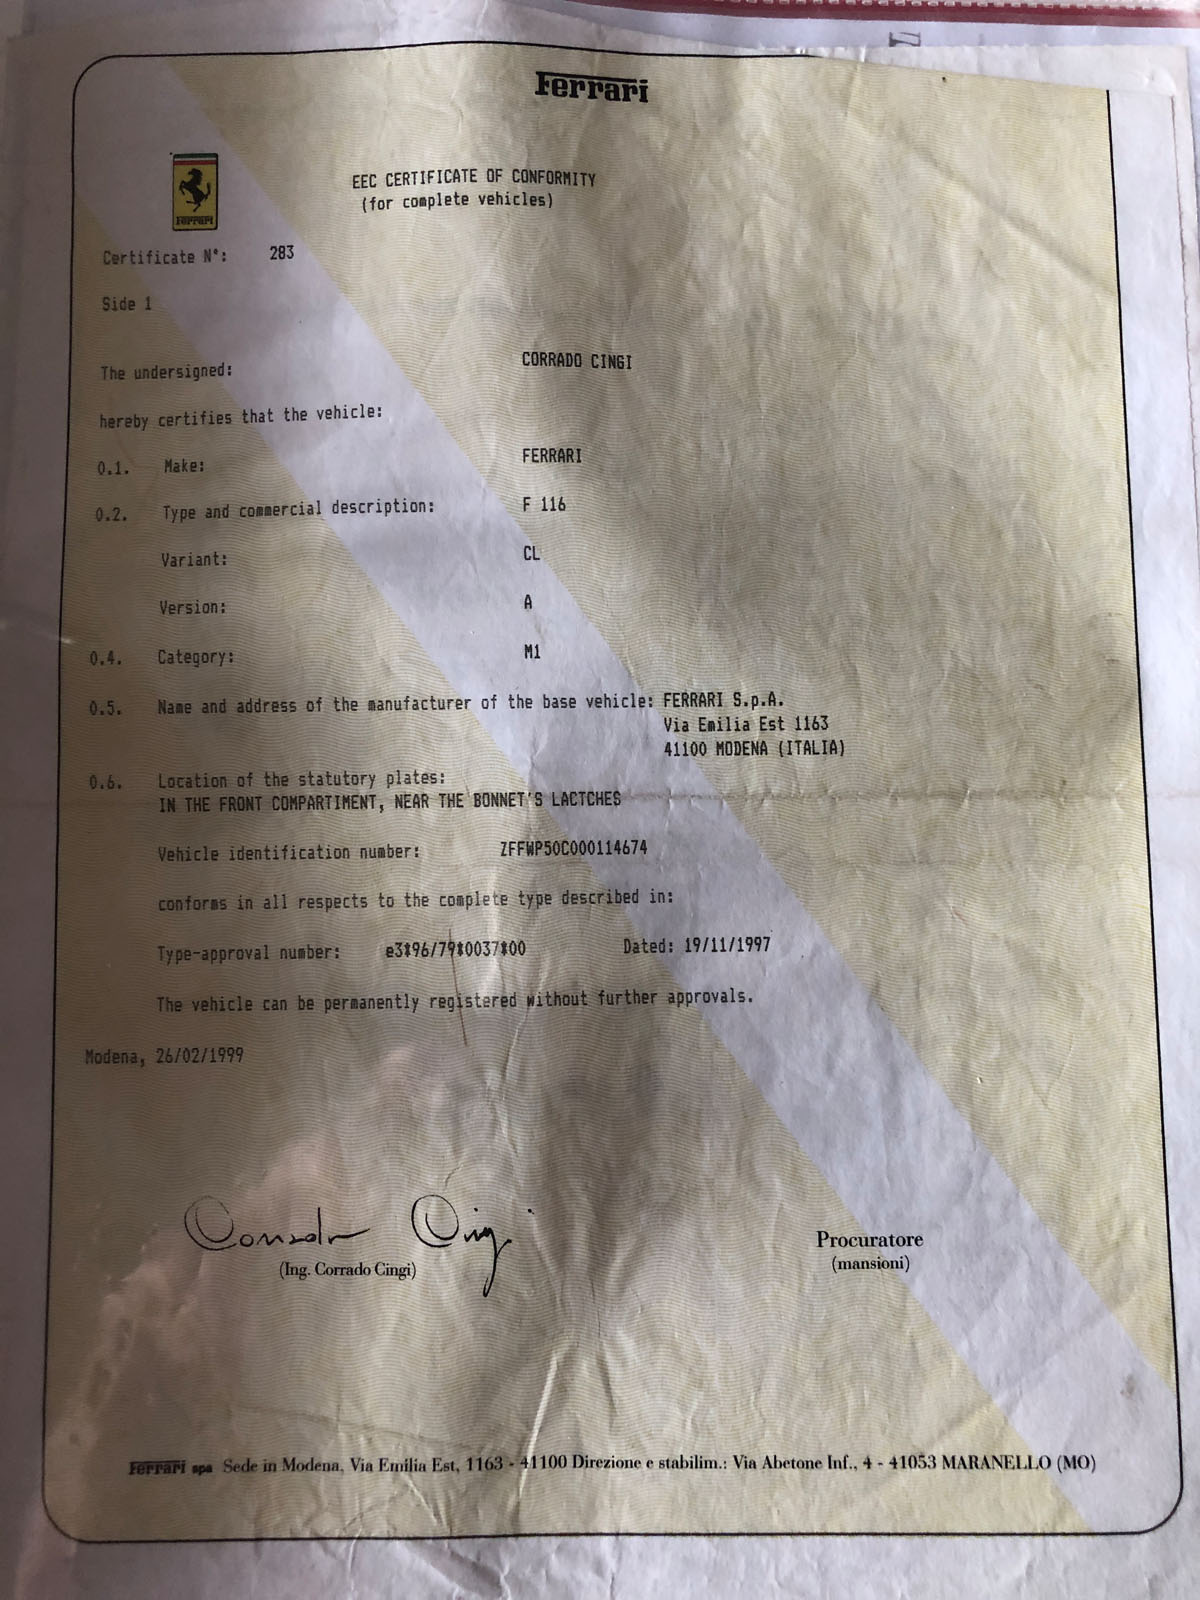 Ferrari
Ferrari
EEC CERTIFICATE OF CONFORMITY
(for complete vehicles)
Certificate N°: 283
Side 1
The undersigned: CORRADO CINGI
hereby certifies that the vehicle:
0.1. Make: FERRARI
0.2. Type and commercial description: F 116
Variant: CL
Version: A
0.4. Category: M1
0.5. Name and address of the manufacturer of the base vehicle: FERRARI S.p.A.
Via Emilia Est 1163
41100 MODENA (ITALIA)
0.6. Location of the statutory plates:
IN THE FRONT COMPARTIMENT, NEAR THE BONNET'S LACTCHES
Vehicle identification number: ZFFWP50C000114674
conforms in all respects to the complete type described in:
Type-approval number: e3*96/79*0037*00 Dated: 19/11/1997
The vehicle can be permanently registered without further approvals.
Modena, 26/02/1999
Corrado Cingi
(Ing. Corrado Cingi)
Procuratore
(mansioni)
Ferrari spa Sede in Modena, Via Emilia Est, 1163 - 41100 Direzione e stabilim.: Via Abetone Inf., 4 - 41053 MARANELLO (MO)